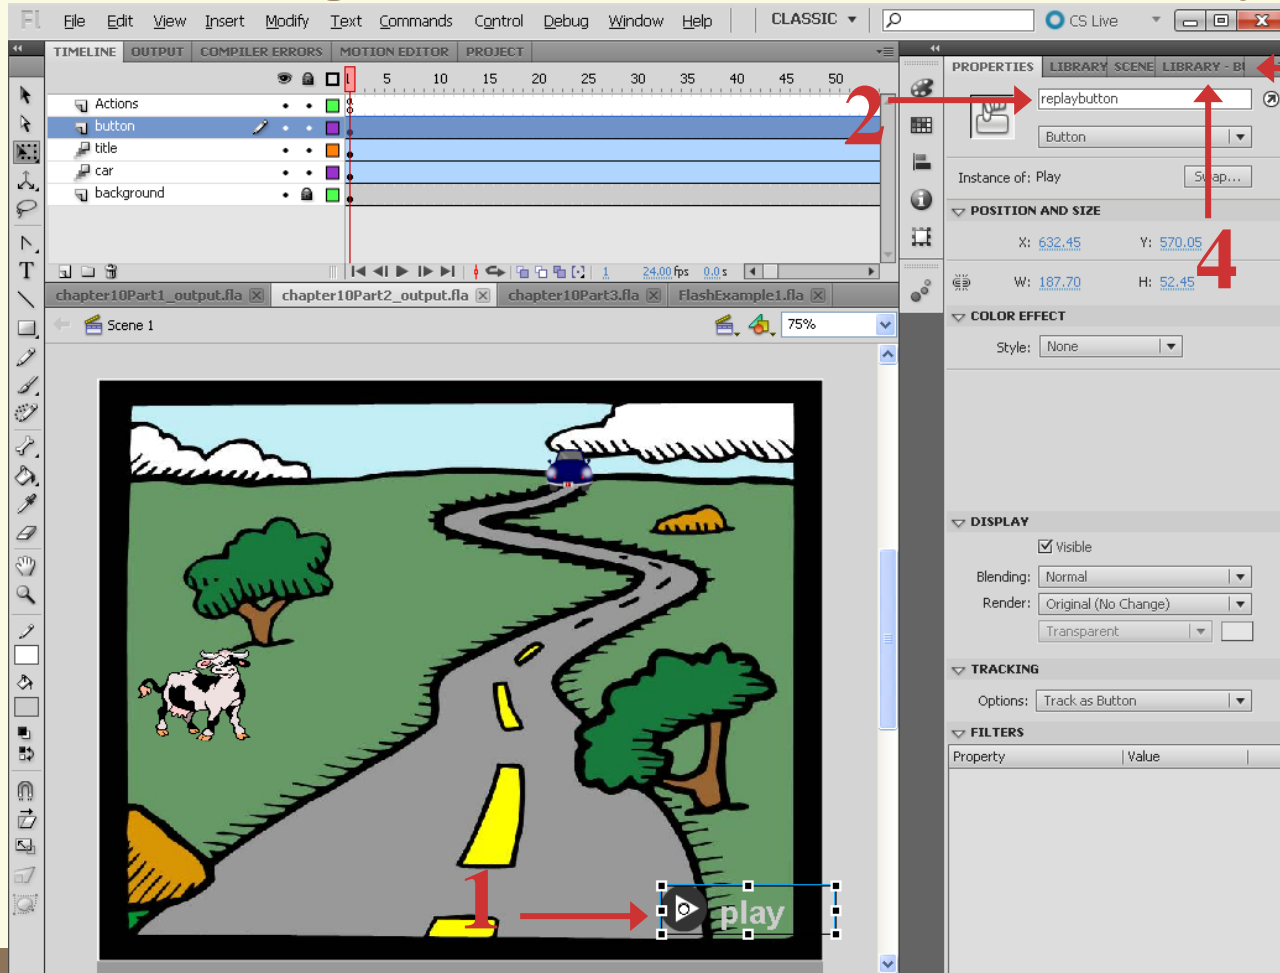 Fl File Edit View Insert Modify Text Commands Control Debug Window Help CLASSIC CS Live
TIMELINE OUTPUT COMPILER ERRORS MOTION EDITOR PROJECT
1 5 10 15 20 25 30 35 40 45 50
Actions
button
title
car
background
1 24.00 fps 0.0 s
chapter10Part1_output.fla chapter10Part2_output.fla chapter10Part3.fla FlashExample1.fla
Scene 1 75%
1
play
PROPERTIES LIBRARY SCENE LIBRARY - BU
2
replaybutton
Button
Instance of: Play Swap...
4
POSITION AND SIZE
X: 632.45 Y: 570.05
W: 187.70 H: 52.45
COLOR EFFECT
Style: None
DISPLAY
Visible
Blending: Normal
Render: Original (No Change)
Transparent
TRACKING
Options: Track as Button
FILTERS
Property Value